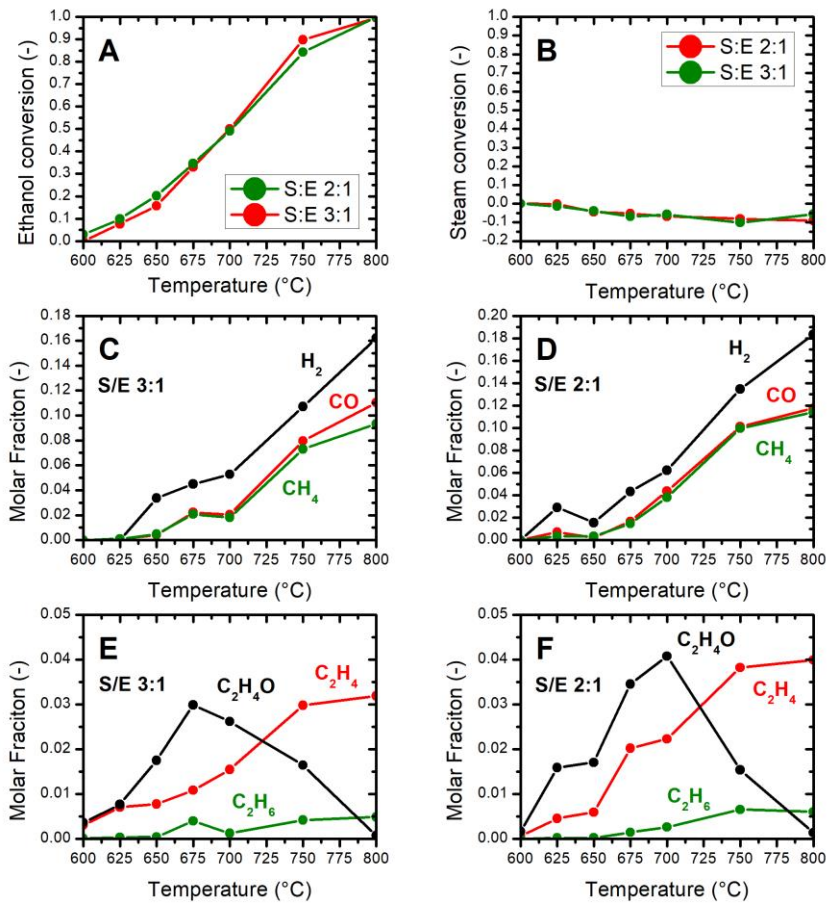 A
Ethanol conversion (-)
1.0
0.9
0.8
0.7
0.6
0.5
0.4
0.3
0.2
0.1
0.0
S:E 2:1
S:E 3:1
600 625 650 675 700 725 750 775 800
Temperature (°C)
B
Steam conversion (-)
1.0
0.9
0.8
0.7
0.6
0.5
0.4
0.3
0.2
0.1
0.0
-0.1
-0.2
S:E 2:1
S:E 3:1
600 625 650 675 700 725 750 775 800
Temperature (°C)
C
S/E 3:1
Molar Fraciton (-)
0.18
0.16
0.14
0.12
0.10
0.08
0.06
0.04
0.02
0.00
H₂
CO
CH₄
600 625 650 675 700 725 750 775 800
Temperature (°C)
D
S/E 2:1
Molar Fraciton (-)
0.20
0.18
0.16
0.14
0.12
0.10
0.08
0.06
0.04
0.02
0.00
H₂
CO
CH₄
600 625 650 675 700 725 750 775 800
Temperature (°C)
E
S/E 3:1
Molar Fraciton (-)
0.05
0.04
0.03
0.02
0.01
0.00
C₂H₄O
C₂H₄
C₂H₆
600 625 650 675 700 725 750 775 800
Temperature (°C)
F
S/E 2:1
Molar Fraciton (-)
0.05
0.04
0.03
0.02
0.01
0.00
C₂H₄O
C₂H₄
C₂H₆
600 625 650 675 700 725 750 775 800
Temperature (°C)